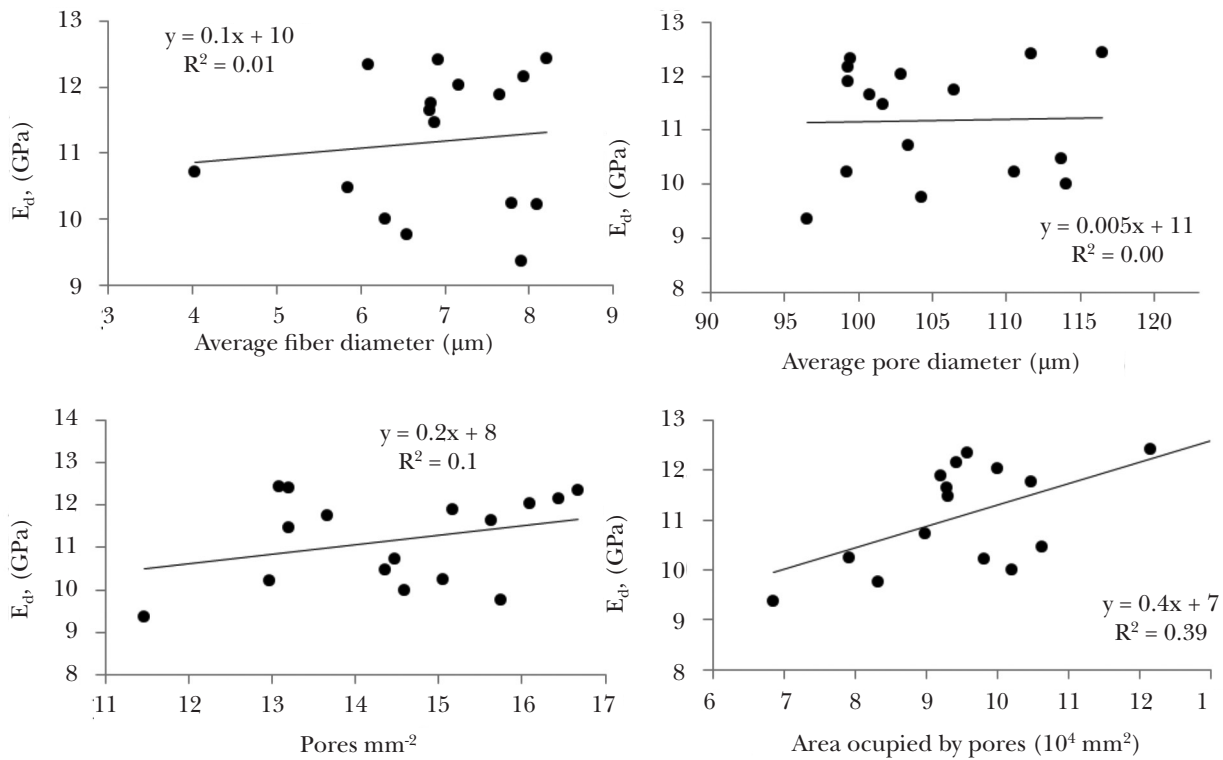 13
12
11
10
9
E_d, (GPa)
y = 0.1x + 10
R² = 0.01
3 4 5 6 7 8 9
Average fiber diameter (µm)
13
12
11
10
9
8
E_d, (GPa)
y = 0.005x + 11
R² = 0.00
90 95 100 105 110 115 120
Average pore diameter (µm)
14
13
12
11
10
9
8
E_d, (GPa)
y = 0.2x + 8
R² = 0.1
11 12 13 14 15 16 17
Pores mm⁻²
13
12
11
10
9
8
E_d, (GPa)
y = 0.4x + 7
R² = 0.39
6 7 8 9 10 11 12 1
Area ocupied by pores (10⁴ mm²)